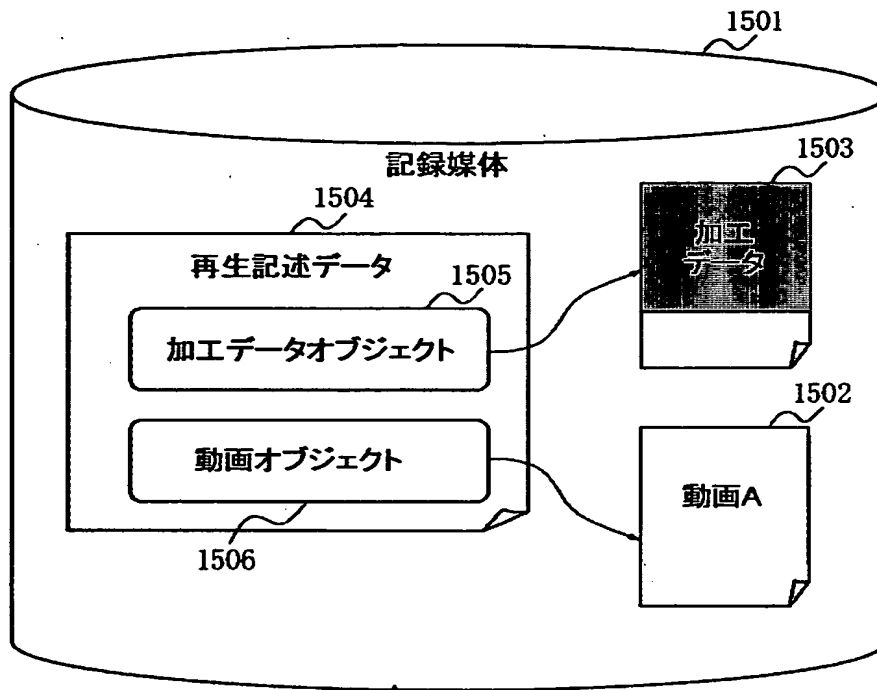 1501
記録媒体
1503
加工
データ
1504
再生記述データ
1505
加工データオブジェクト
1502
動画オブジェクト
動画A
1506